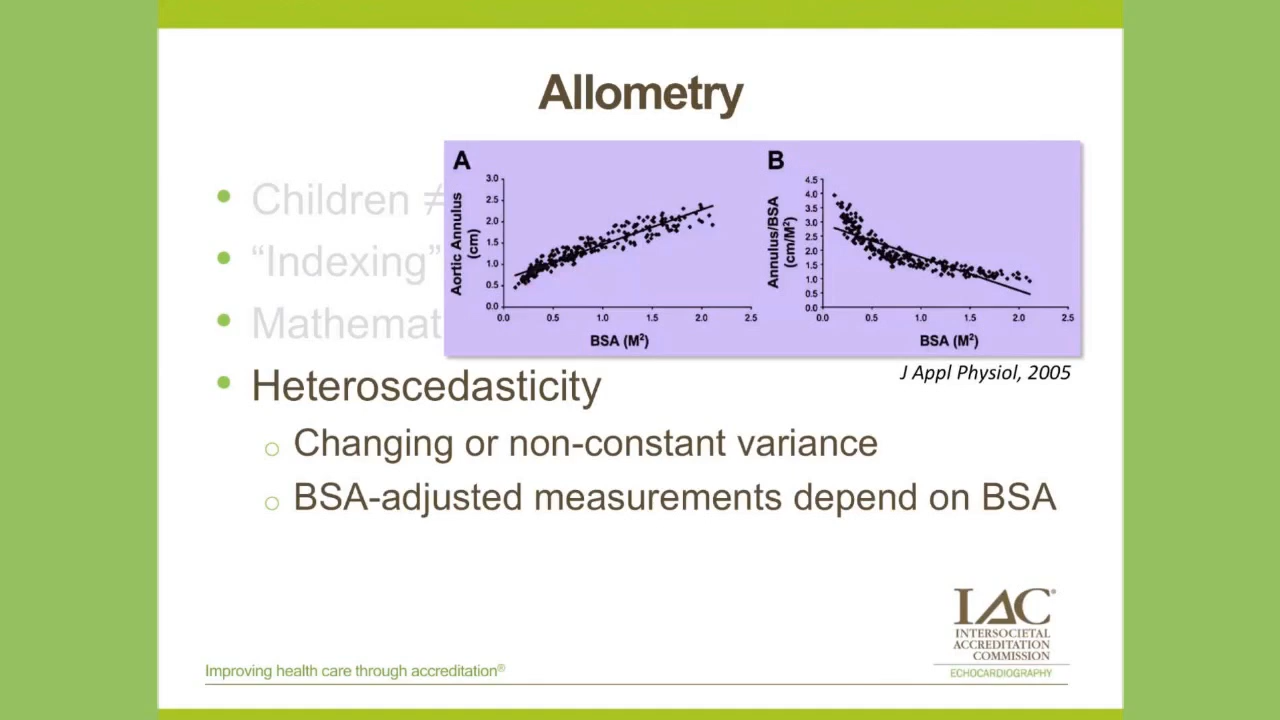 Allometry
• Children ≠
• “Indexing”
• Mathemat
A
3.0
2.5
2.0
1.5
1.0
0.5
0.0
Aortic Annulus
(cm)
0.0 0.5 1.0 1.5 2.0 2.5
BSA (M²)
B
4.5
4.0
3.5
3.0
2.5
2.0
1.5
1.0
0.5
0.0
Annulus/BSA
(cm/M²)
0.0 0.5 1.0 1.5 2.0 2.5
BSA (M²)
J Appl Physiol, 2005
• Heteroscedasticity
o Changing or non-constant variance
o BSA-adjusted measurements depend on BSA
IAC®
INTERSOCIETAL
ACCREDITATION
COMMISSION
ECHOCARDIOGRAPHY
Improving health care through accreditation®